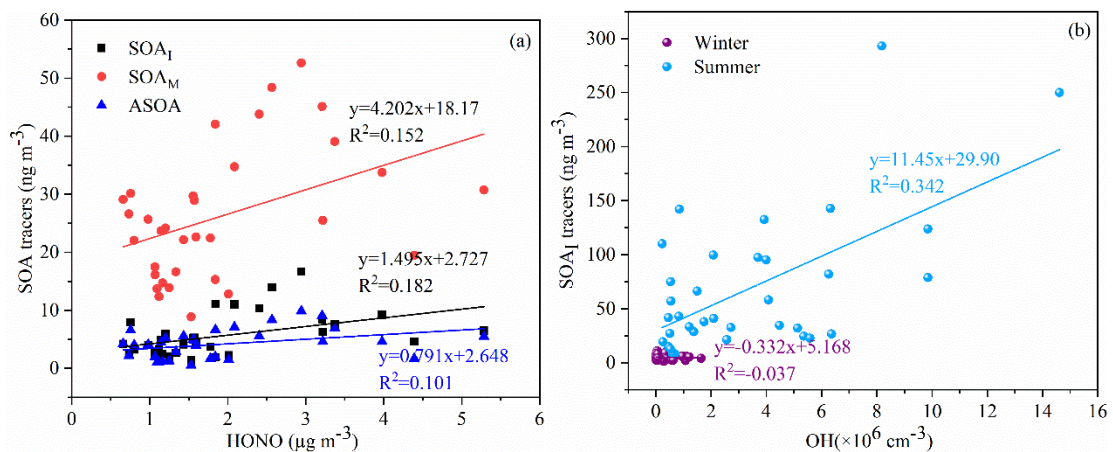 (a)
SOA_I
SOA_M
ASOA
y=4.202x+18.17
R²=0.152
y=1.495x+2.727
R²=0.182
y=0.791x+2.648
R²=0.101
SOA tracers (ng m⁻³)
60
50
40
30
20
10
0
0 1 2 3 4 5 6
HONO (μg m⁻³)
(b)
Winter
Summer
y=11.45x+29.90
R²=0.342
y=-0.332x+5.168
R²=-0.037
SOA_I tracers (ng m⁻³)
300
250
200
150
100
50
0
0 2 4 6 8 10 12 14 16
OH(×10⁶ cm⁻³)